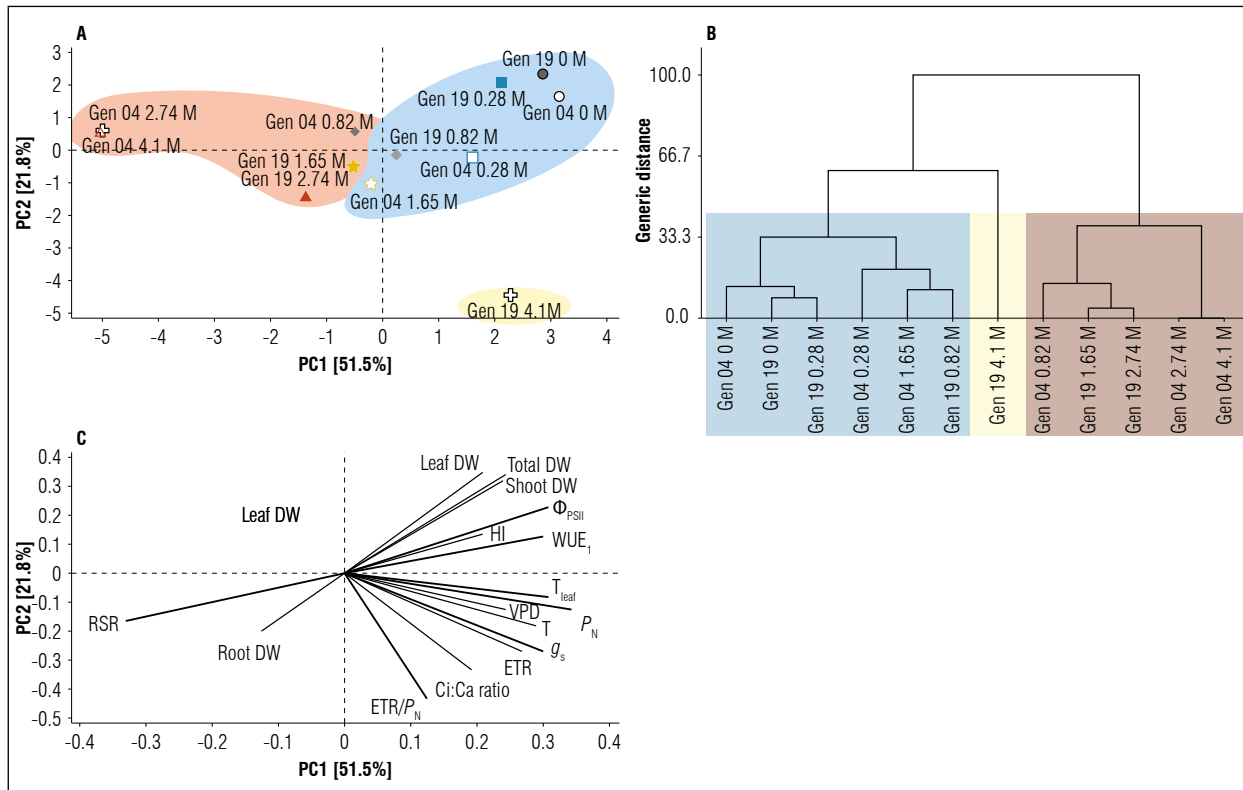 A
PC2 [21.8%]
3
2
1
0
-1
-2
-3
-4
-5
Gen 19 0 M
Gen 19 0.28 M
Gen 04 0 M
Gen 04 2.74 M
Gen 04 0.82 M
Gen 04 4.1 M
Gen 19 0.82 M
Gen 19 1.65 M
Gen 04 0.28 M
Gen 19 2.74 M
Gen 04 1.65 M
Gen 19 4.1M
-5 -4 -3 -2 -1 0 1 2 3 4
PC1 [51.5%]
B
Generic distance
100.0
66.7
33.3
0.0
Gen 04 0 M
Gen 19 0 M
Gen 19 0.28 M
Gen 04 0.28 M
Gen 04 1.65 M
Gen 19 0.82 M
Gen 19 4.1 M
Gen 04 0.82 M
Gen 19 1.65 M
Gen 19 2.74 M
Gen 04 2.74 M
Gen 04 4.1 M
C
PC2 [21.8%]
0.4
0.3
0.2
0.1
0
-0.1
-0.2
-0.3
-0.4
-0.5
Leaf DW
Total DW
Shoot DW
Leaf DW
ΦPSII
HI
WUE1
Tleaf
VPD
PN
RSR
T
Root DW
gs
ETR
Ci:Ca ratio
ETR/PN
-0.4 -0.3 -0.2 -0.1 0 0.1 0.2 0.3 0.4
PC1 [51.5%]